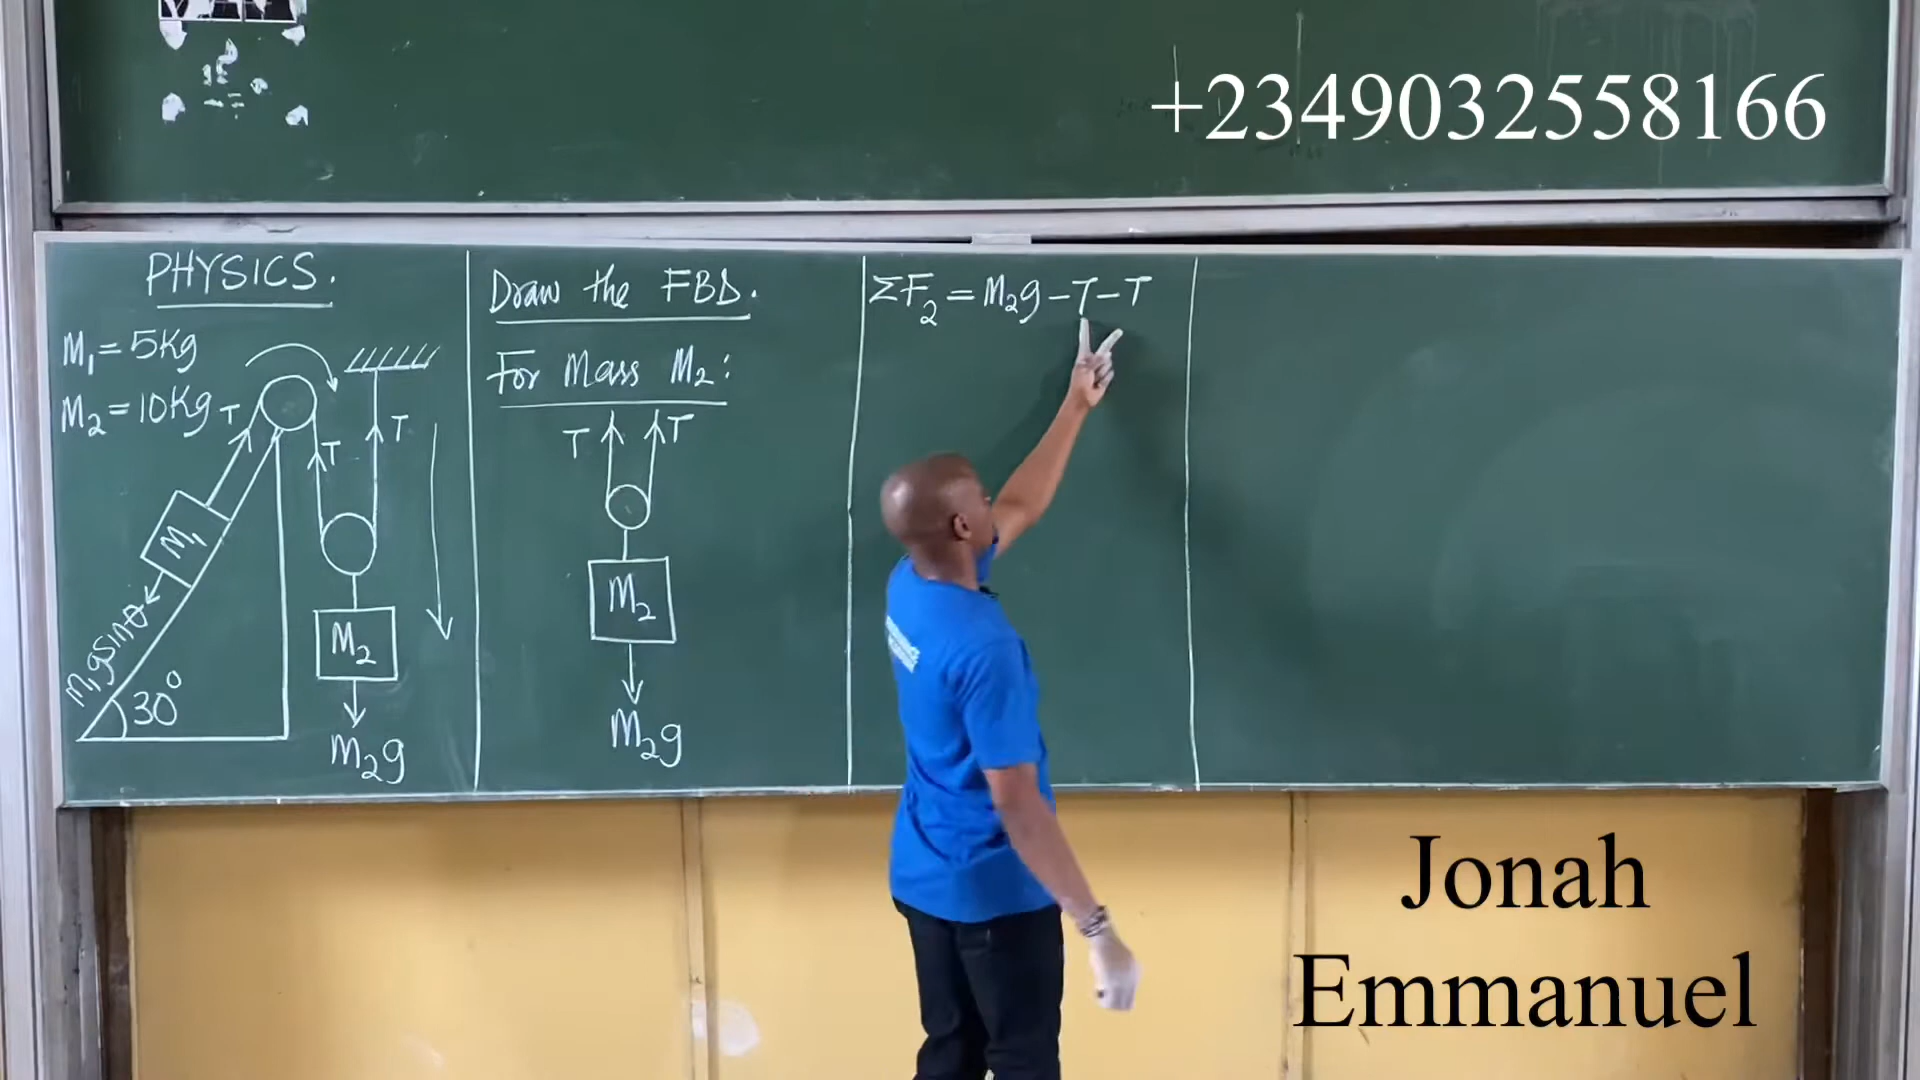 +2349032558166
PHYSICS.
M₁ = 5Kg
M₂ = 10Kg
T
T
T
M₁
m₁gsinθ
30°
M₂
M₂g
Draw the FBD.
For Mass M₂:
T
T
M₂
M₂g
ΣF₂ = M₂g - T - T
Jonah
Emmanuel